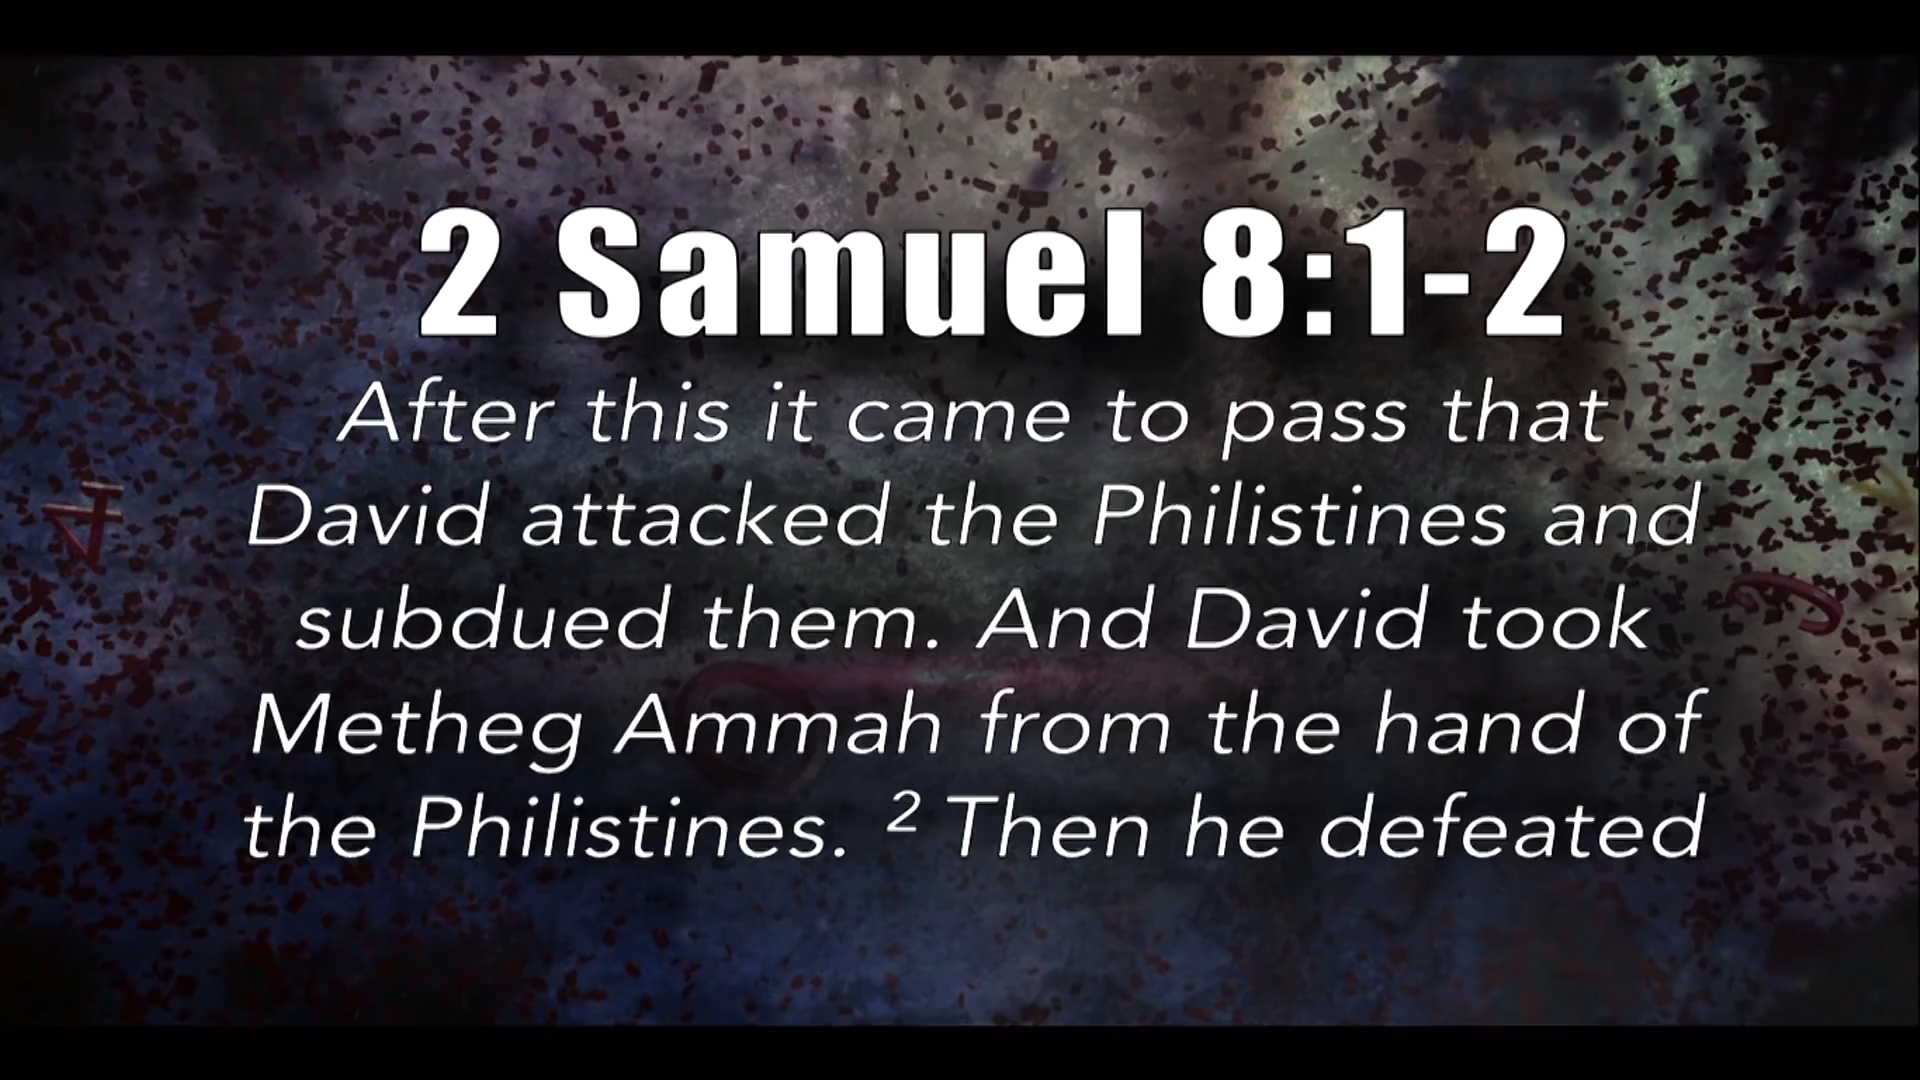 2 Samuel 8:1-2
After this it came to pass that
David attacked the Philistines and
subdued them. And David took
Metheg Ammah from the hand of
the Philistines. ² Then he defeated